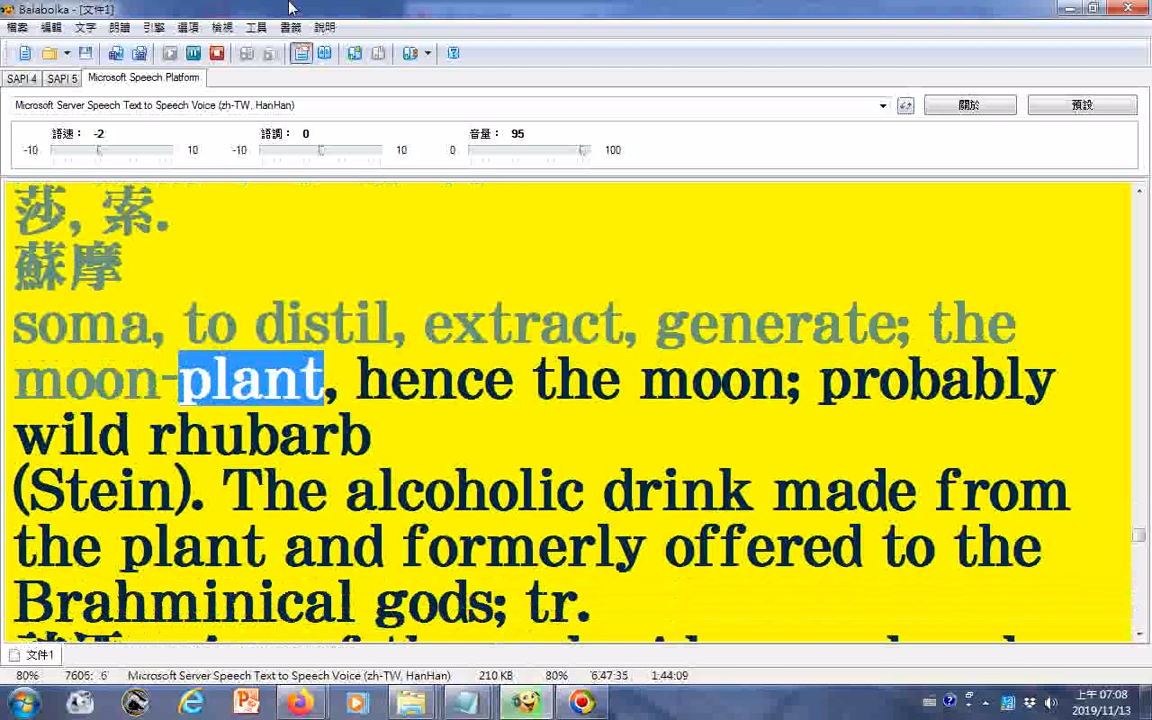 Balabolka - [文件1]
檔案 編輯 文字 朗讀 引擎 選項 檢視 工具 書籤 說明
SAPI 4 SAPI 5 Microsoft Speech Platform
Microsoft Server Speech Text to Speech Voice (zh-TW, HanHan) 關於 預設
語速： -2 語調： 0 音量： 95
-10 10 -10 10 0 100
莎, 索.
蘇摩
soma, to distil, extract, generate; the
moon-plant, hence the moon; probably
wild rhubarb
(Stein). The alcoholic drink made from
the plant and formerly offered to the
Brahminical gods; tr.
文件1
80% 7605: 6 Microsoft Server Speech Text to Speech Voice (zh-TW, HanHan) 210 KB 80% 6:47:35 1:44:09
上午 07:08
2019/11/13